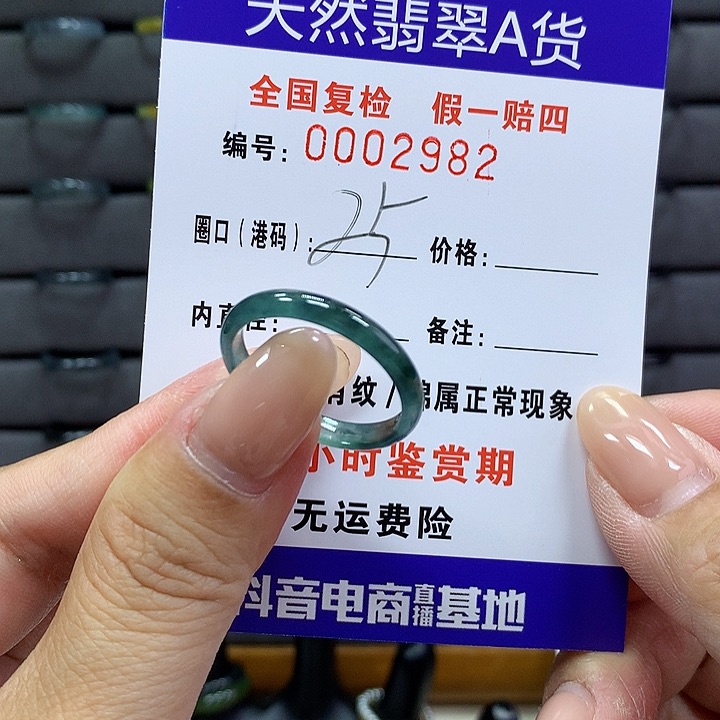 天然翡翠A货
全国复检 假一赔四
编号: 0002982
圈口(港码): 25 价格:
内直径: 备注:
纹/棉属正常现象
小时鉴赏期
无运费险
抖音电商直播基地